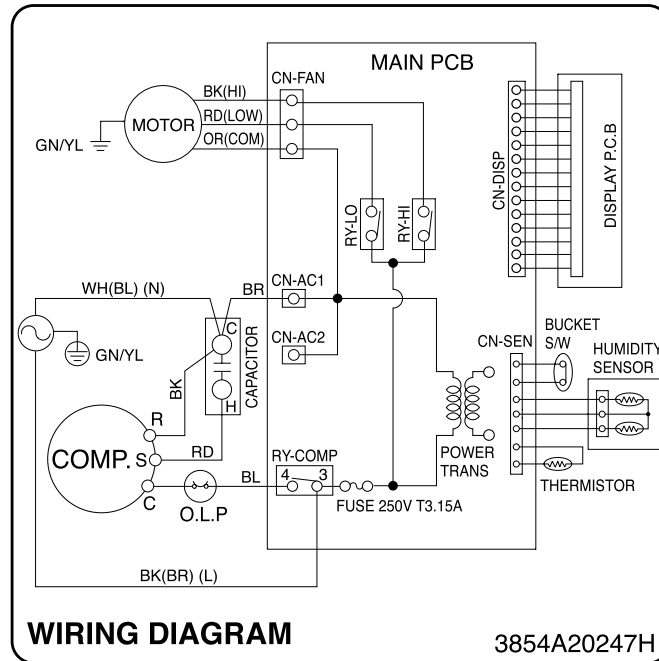 MAIN PCB
CN-FAN
BK(HI)
RD(LOW)
OR(COM)
MOTOR
GN/YL
CN-DISP
DISPLAY P.C.B
RY-LO
RY-HI
WH(BL) (N)
BR
CN-AC1
CN-AC2
C
H
CAPACITOR
GN/YL
BK
CN-SEN
BUCKET
S/W
HUMIDITY
SENSOR
R
S
C
COMP.
RD
O.L.P
BL
RY-COMP
4 3
FUSE 250V T3.15A
POWER
TRANS
THERMISTOR
BK(BR) (L)
WIRING DIAGRAM
3854A20247H